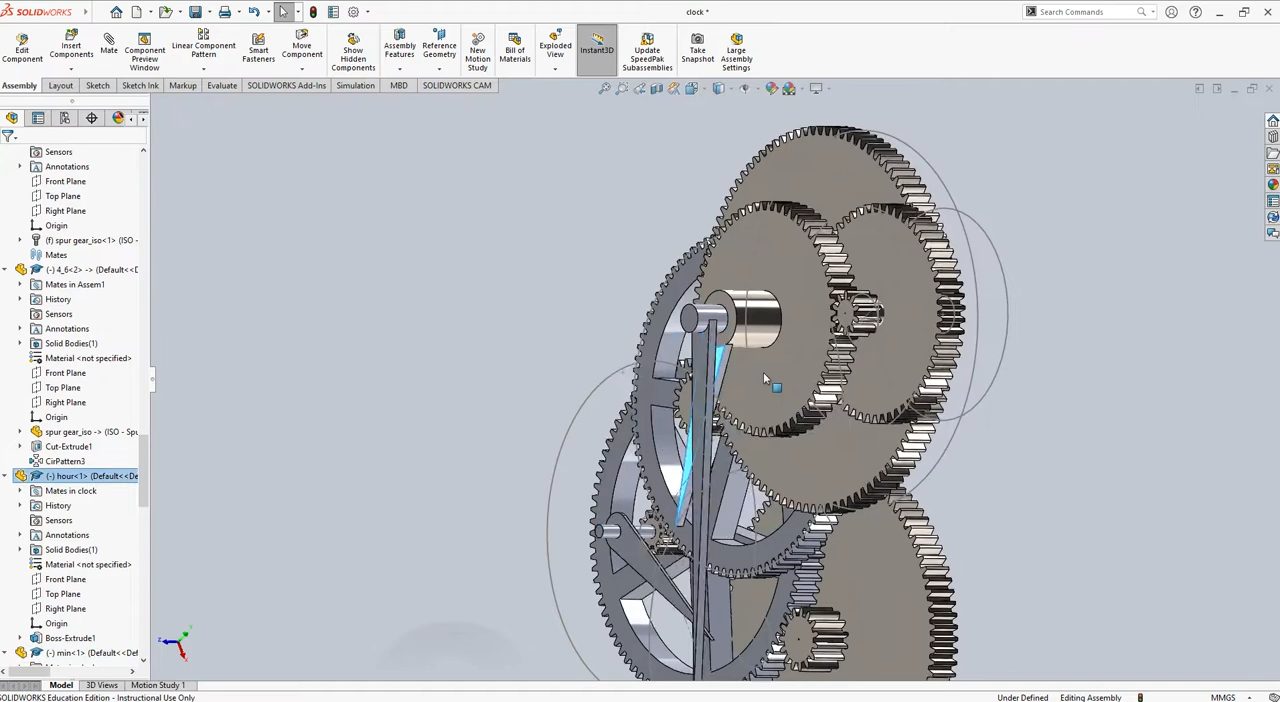 SOLIDWORKS
clock *
Search Commands
Edit Component
Insert Components
Mate
Component Preview Window
Linear Component Pattern
Smart Fasteners
Move Component
Show Hidden Components
Assembly Features
Reference Geometry
New Motion Study
Bill of Materials
Exploded View
Instant3D
Update SpeedPak Subassemblies
Take Snapshot
Large Assembly Settings
Assembly
Layout
Sketch
Sketch Ink
Markup
Evaluate
SOLIDWORKS Add-Ins
Simulation
MBD
SOLIDWORKS CAM
Sensors
Annotations
Front Plane
Top Plane
Right Plane
Origin
(f) spur gear_iso<1> (ISO -
Mates
(-) 4_6<2> -> (Default<<D
Mates in Assem1
History
Sensors
Annotations
Solid Bodies(1)
Material <not specified>
Front Plane
Top Plane
Right Plane
Origin
spur gear_iso -> (ISO - Spu
Cut-Extrude1
CirPattern3
(-) hour<1> (Default<<De
Mates in clock
History
Sensors
Annotations
Solid Bodies(1)
Material <not specified>
Front Plane
Top Plane
Right Plane
Origin
Boss-Extrude1
(-) min<1> (Default<<Def
Model
3D Views
Motion Study 1
SOLIDWORKS Education Edition - Instructional Use Only
Under Defined
Editing Assembly
MMGS